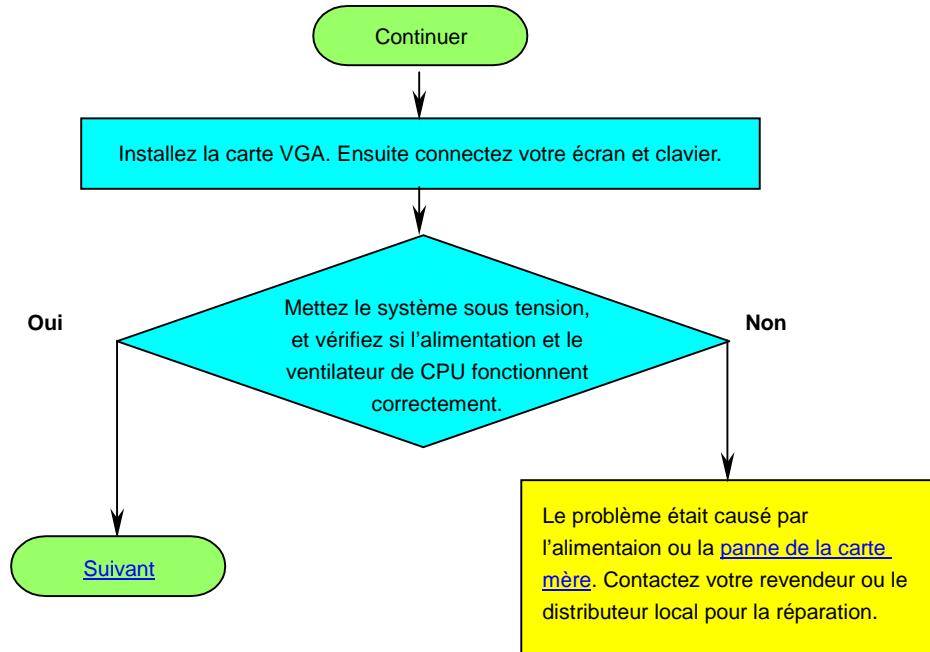 Continuer
Installez la carte VGA. Ensuite connectez votre écran et clavier.
Mettez le système sous tension,
et vérifiez si l’alimentation et le
ventilateur de CPU fonctionnent
correctement.
Oui
Non
Suivant
Le problème était causé par
l’alimentaion ou la panne de la carte
mère. Contactez votre revendeur ou le
distributeur local pour la réparation.